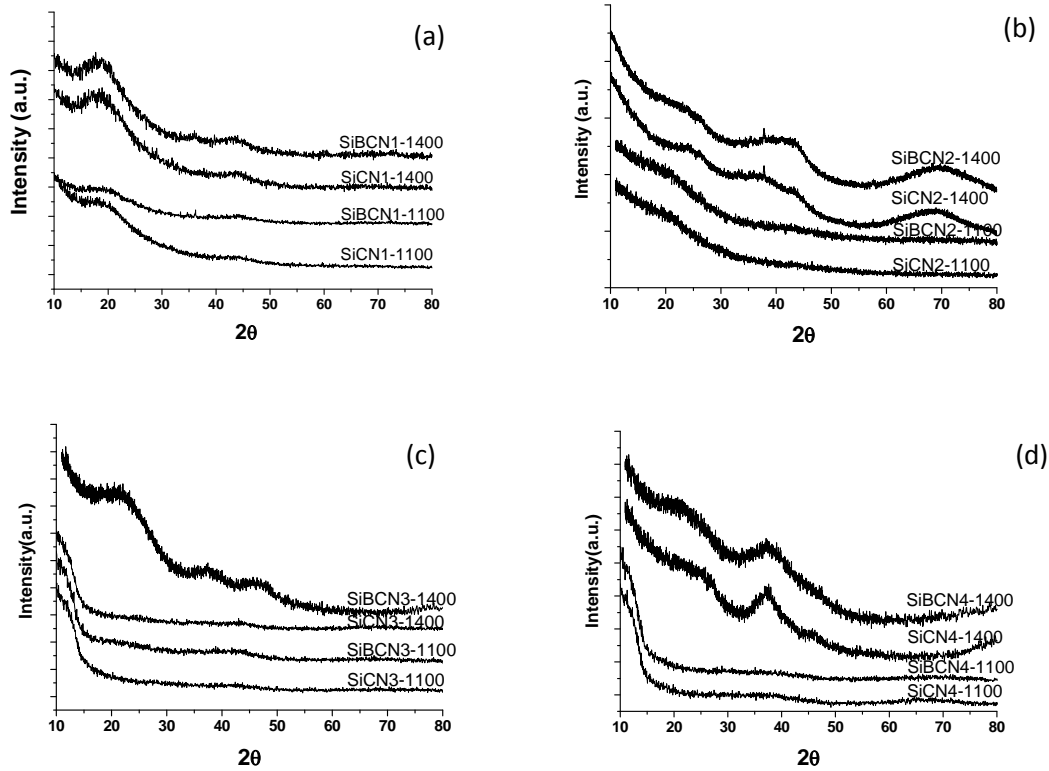 (a)
Intensity (a.u.)
SiBCN1-1400
SiCN1-1400
SiBCN1-1100
SiCN1-1100
10 20 30 40 50 60 70 80
2θ
(b)
Intensity (a.u.)
SiBCN2-1400
SiCN2-1400
SiBCN2-1100
SiCN2-1100
10 20 30 40 50 60 70 80
2θ
(c)
Intensity(a.u.)
SiBCN3-1400
SiCN3-1400
SiBCN3-1100
SiCN3-1100
10 20 30 40 50 60 70 80
2θ
(d)
Intensity(a.u.)
SiBCN4-1400
SiCN4-1400
SiBCN4-1100
SiCN4-1100
10 20 30 40 50 60 70 80
2θ